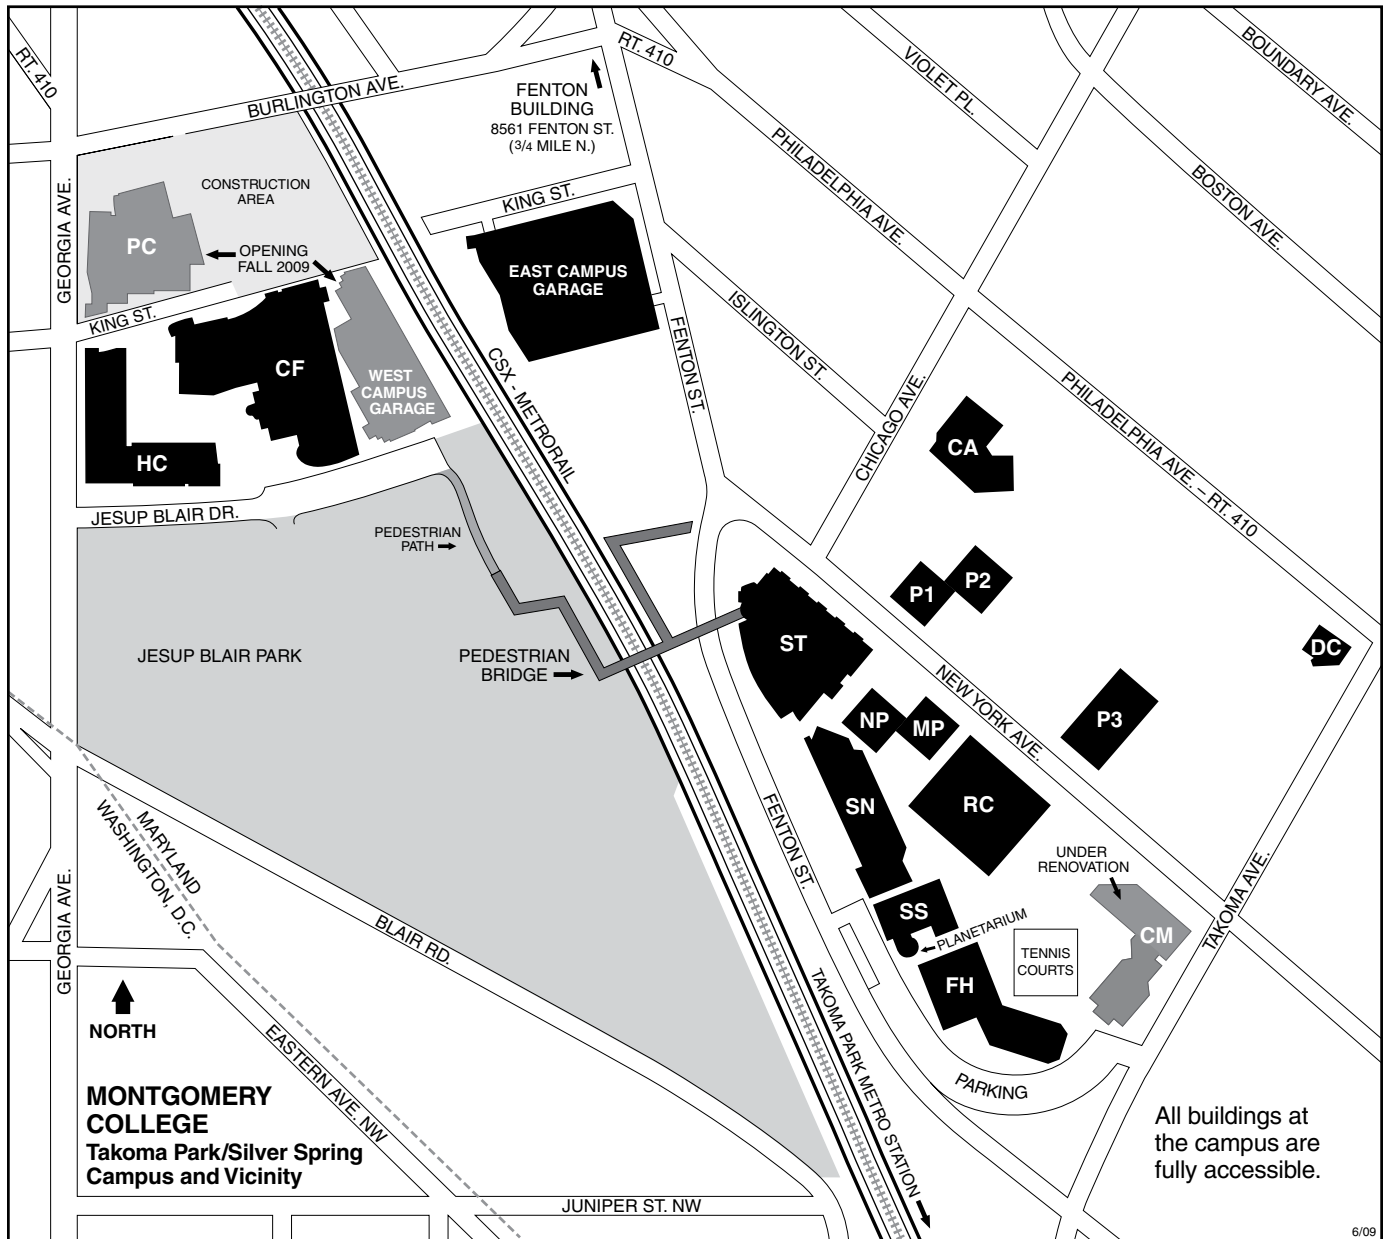 RT. 410
BURLINGTON AVE.
RT. 410
VIOLET PL.
BOUNDARY AVE.
FENTON
BUILDING
8561 FENTON ST.
(3/4 MILE N.)
PHILADELPHIA AVE.
BOSTON AVE.
GEORGIA AVE.
CONSTRUCTION
AREA
KING ST.
PC
OPENING
FALL 2009
EAST CAMPUS
GARAGE
ISLINGTON ST.
KING ST.
CF
WEST
CAMPUS
GARAGE
CSX - METRORAIL
FENTON ST.
CHICAGO AVE.
PHILADELPHIA AVE. – RT. 410
CA
HC
JESUP BLAIR DR.
PEDESTRIAN
PATH
P1
P2
DC
JESUP BLAIR PARK
PEDESTRIAN
BRIDGE
ST
NEW YORK AVE.
NP
MP
P3
SN
RC
FENTON ST.
UNDER
RENOVATION
TAKOMA AVE.
MARYLAND
WASHINGTON, D.C.
GEORGIA AVE.
BLAIR RD.
SS
PLANETARIUM
TENNIS
COURTS
CM
FH
NORTH
EASTERN AVE. NW
TAKOMA PARK METRO STATION
PARKING
MONTGOMERY
COLLEGE
Takoma Park/Silver Spring
Campus and Vicinity
All buildings at
the campus are
fully accessible.
JUNIPER ST. NW
6/09